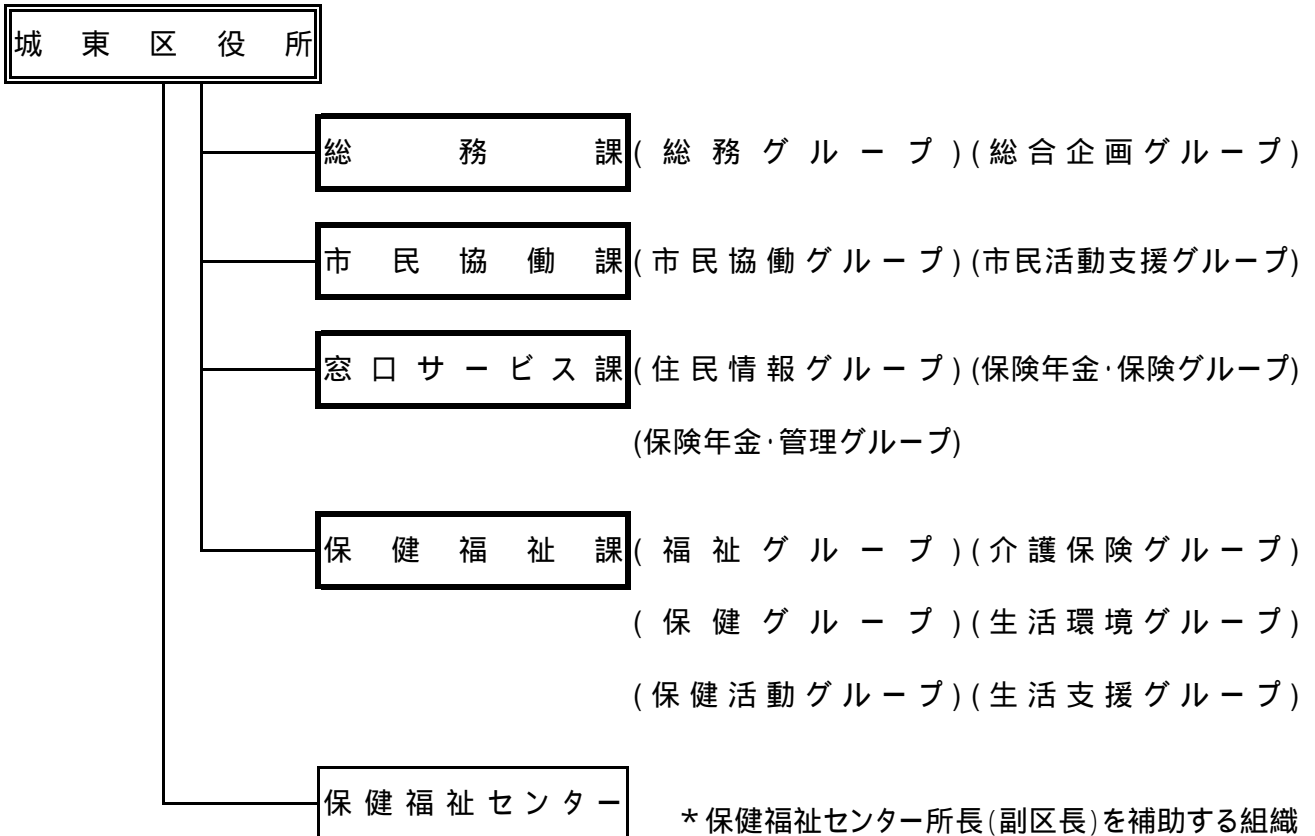 城東区役所
総務課(総務グループ)(総合企画グループ)
市民協働課(市民協働グループ)(市民活動支援グループ)
窓口サービス課(住民情報グループ)(保険年金・保険グループ)
(保険年金・管理グループ)
保健福祉課(福祉グループ)(介護保険グループ)
(保健グループ)(生活環境グループ)
(保健活動グループ)(生活支援グループ)
保健福祉センター
*保健福祉センター所長(副区長)を補助する組織